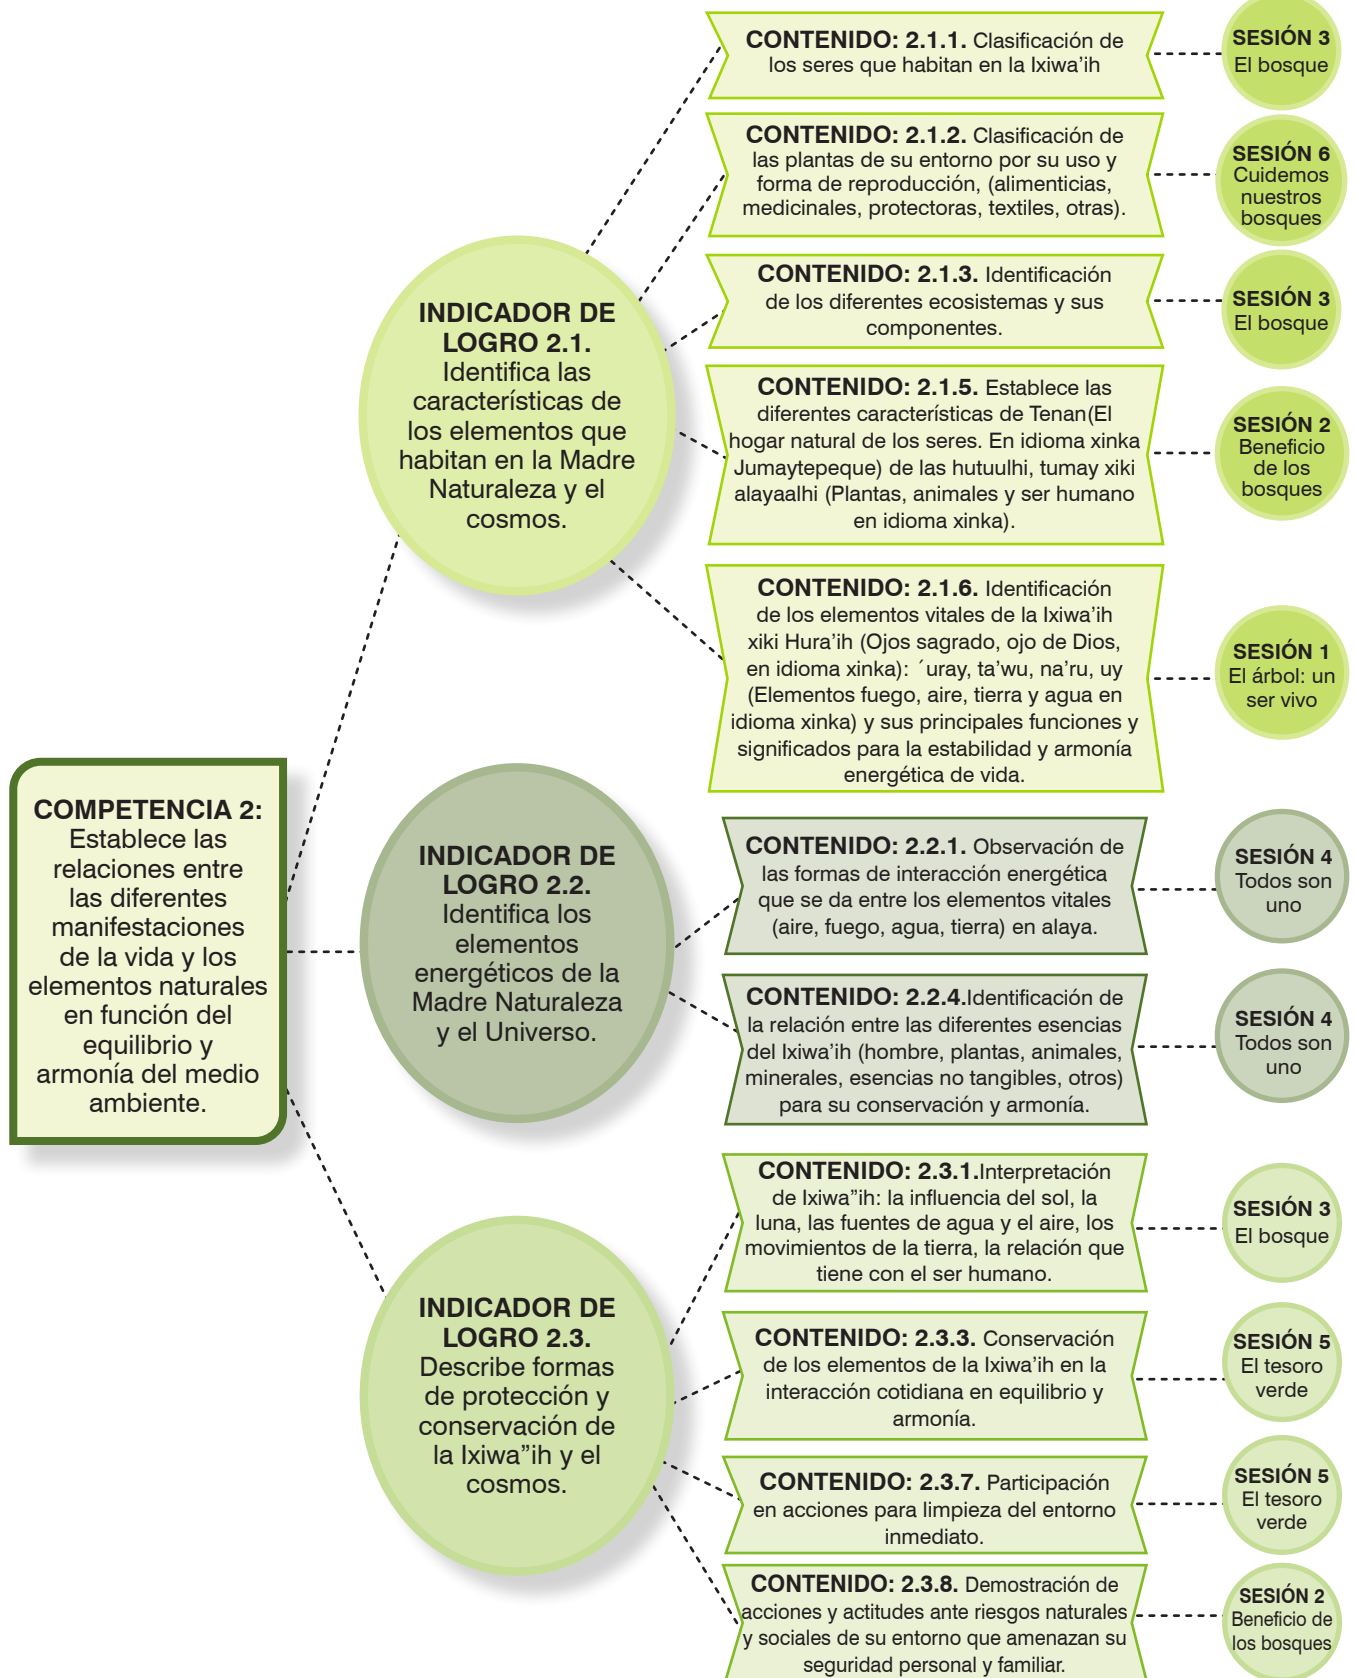 COMPETENCIA 2:
Establece las
relaciones entre
las diferentes
manifestaciones
de la vida y los
elementos naturales
en función del
equilibrio y
armonía del medio
ambiente.
INDICADOR DE
LOGRO 2.1.
Identifica las
características de
los elementos que
habitan en la Madre
Naturaleza y el
cosmos.
CONTENIDO: 2.1.1. Clasificación de
los seres que habitan en la Ixiwa’ih
SESIÓN 3
El bosque
CONTENIDO: 2.1.2. Clasificación de
las plantas de su entorno por su uso y
forma de reproducción, (alimenticias,
medicinales, protectoras, textiles, otras).
SESIÓN 6
Cuidemos
nuestros
bosques
CONTENIDO: 2.1.3. Identificación
de los diferentes ecosistemas y sus
componentes.
SESIÓN 3
El bosque
CONTENIDO: 2.1.5. Establece las
diferentes características de Tenan(El
hogar natural de los seres. En idioma xinka
Jumaytepeque) de las hutuulhi, tumay xiki
alayaalhi (Plantas, animales y ser humano
en idioma xinka).
SESIÓN 2
Beneficio
de los
bosques
CONTENIDO: 2.1.6. Identificación
de los elementos vitales de la Ixiwa’ih
xiki Hura’ih (Ojos sagrado, ojo de Dios,
en idioma xinka): ´uray, ta’wu, na’ru, uy
(Elementos fuego, aire, tierra y agua en
idioma xinka) y sus principales funciones y
significados para la estabilidad y armonía
energética de vida.
SESIÓN 1
El árbol: un
ser vivo
INDICADOR DE
LOGRO 2.2.
Identifica los
elementos
energéticos de la
Madre Naturaleza
y el Universo.
CONTENIDO: 2.2.1. Observación de
las formas de interacción energética
que se da entre los elementos vitales
(aire, fuego, agua, tierra) en alaya.
SESIÓN 4
Todos son
uno
CONTENIDO: 2.2.4.Identificación de
la relación entre las diferentes esencias
del Ixiwa’ih (hombre, plantas, animales,
minerales, esencias no tangibles, otros)
para su conservación y armonía.
SESIÓN 4
Todos son
uno
INDICADOR DE
LOGRO 2.3.
Describe formas
de protección y
conservación de
la Ixiwa”ih y el
cosmos.
CONTENIDO: 2.3.1.Interpretación
de Ixiwa”ih: la influencia del sol, la
luna, las fuentes de agua y el aire, los
movimientos de la tierra, la relación que
tiene con el ser humano.
SESIÓN 3
El bosque
CONTENIDO: 2.3.3. Conservación
de los elementos de la Ixiwa’ih en la
interacción cotidiana en equilibrio y
armonía.
SESIÓN 5
El tesoro
verde
CONTENIDO: 2.3.7. Participación
en acciones para limpieza del entorno
inmediato.
SESIÓN 5
El tesoro
verde
CONTENIDO: 2.3.8. Demostración de
acciones y actitudes ante riesgos naturales
y sociales de su entorno que amenazan su
seguridad personal y familiar.
SESIÓN 2
Beneficio de
los bosques